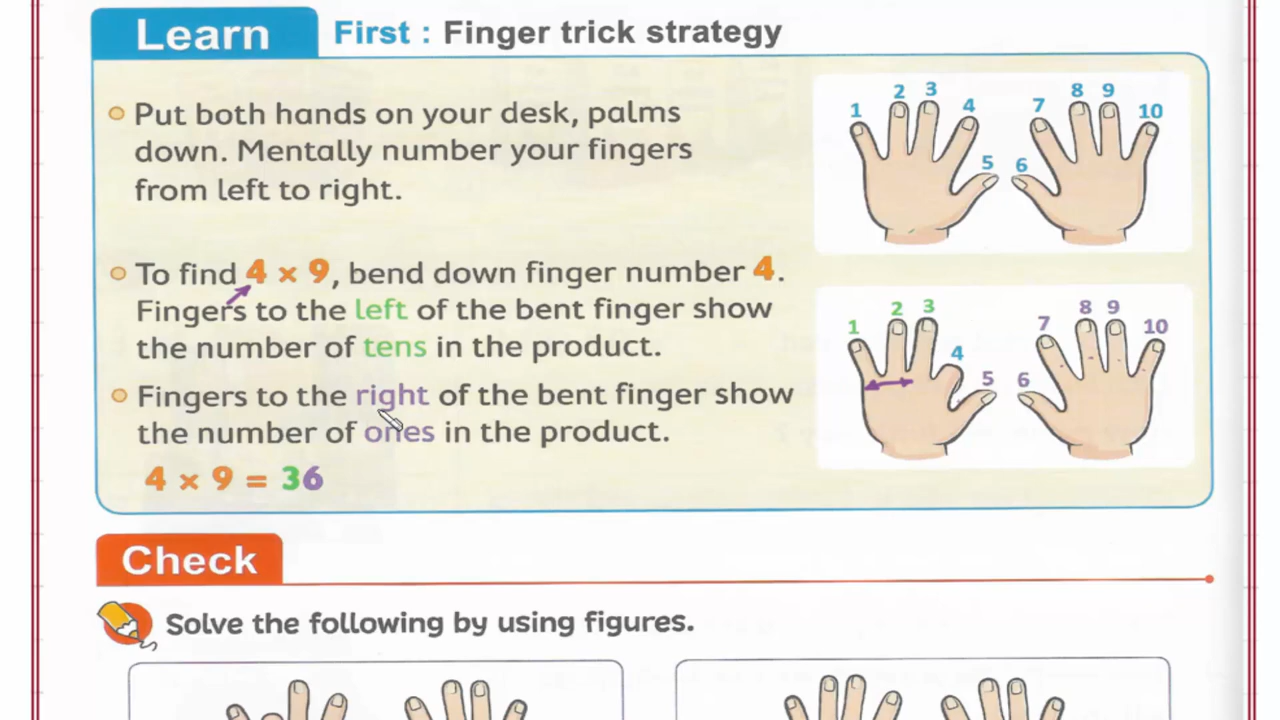 Learn First : Finger trick strategy
Put both hands on your desk, palms
down. Mentally number your fingers
from left to right.
1 2 3 4 5 6 7 8 9 10
To find 4 × 9, bend down finger number 4.
Fingers to the left of the bent finger show
the number of tens in the product.
1 2 3 4 5 6 7 8 9 10
Fingers to the right of the bent finger show
the number of ones in the product.
4 × 9 = 36
Check
Solve the following by using figures.